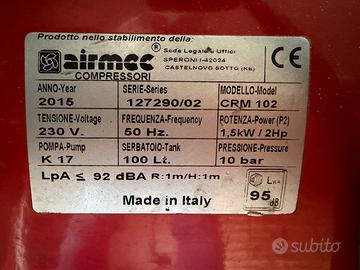 Prodotto nello stabilimento della:
airmec®
COMPRESSORI
Sede Legale e Uffici
SPERONI I-42024
CASTELNOVO SOTTO (RE)
CE
ANNO-Year
SERIE-Series
MODELLO-Model
2015
127290/02
CRM 102
TENSIONE-Voltage
FREQUENZA-Frequency
POTENZA-Power (P2)
230 V.
50 Hz.
1,5kW / 2Hp
POMPA-Pump
SERBATOIO-Tank
PRESSIONE-Pressure
K 17
100 Lt.
10 bar
LpA ≤ 92 dBA R:1m/H:1m
LWA
95
dB
Made in Italy
subito